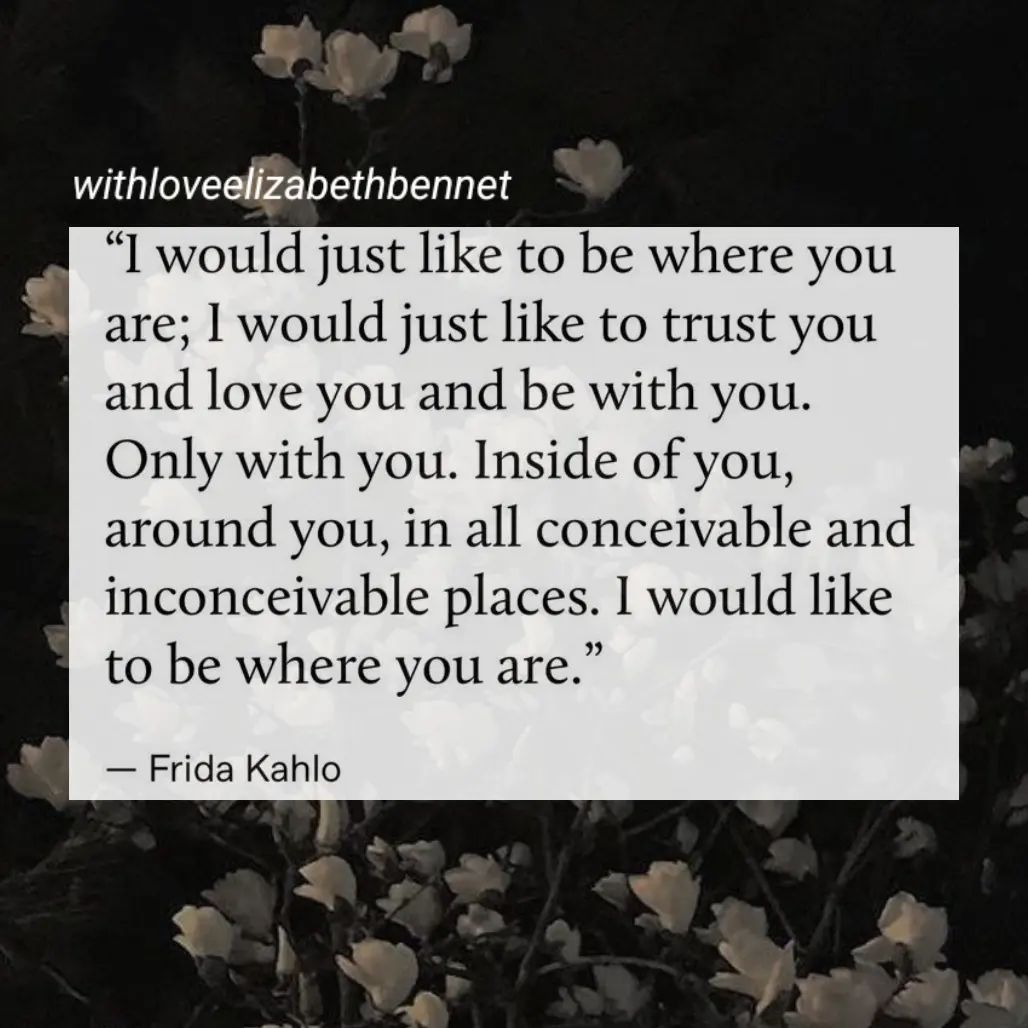 withloveelizabethbennet
“I would just like to be where you
are; I would just like to trust you
and love you and be with you.
Only with you. Inside of you,
around you, in all conceivable and
inconceivable places. I would like
to be where you are.”
— Frida Kahlo